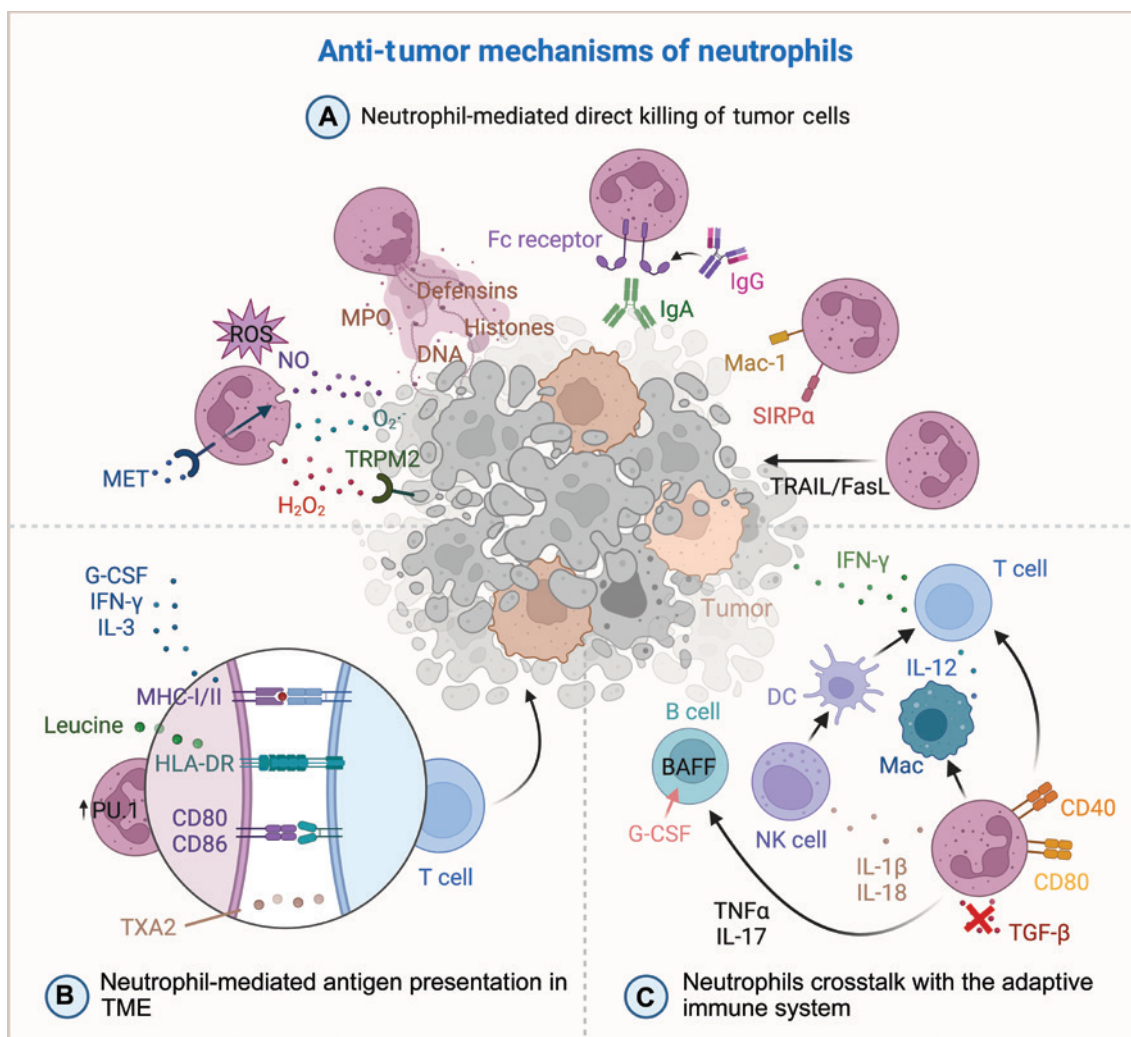 Anti-tumor mechanisms of neutrophils
A Neutrophil-mediated direct killing of tumor cells
Fc receptor
IgG
IgA
Defensins
MPO
Histones
DNA
ROS
NO
O₂·⁻
MET
TRPM2
H₂O₂
Mac-1
SIRPα
TRAIL/FasL
G-CSF
IFN-γ
IL-3
MHC-I/II
Leucine
HLA-DR
↑PU.1
CD80
CD86
T cell
TXA2
B Neutrophil-mediated antigen presentation in
TME
Tumor
IFN-γ
T cell
IL-12
DC
B cell
BAFF
Mac
G-CSF
NK cell
CD40
IL-1β
IL-18
CD80
TNFα
IL-17
TGF-β
C Neutrophils crosstalk with the adaptive
immune system